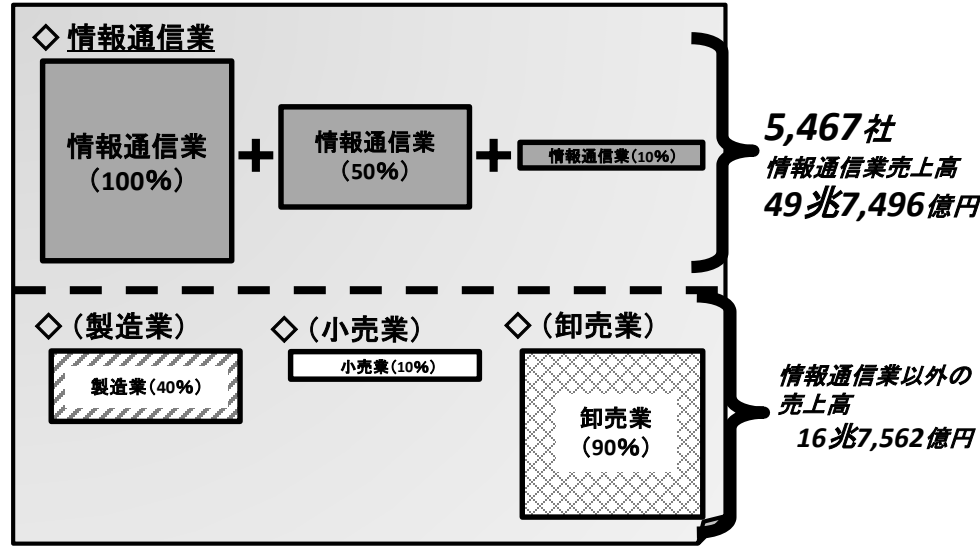 ◇ 情報通信業
情報通信業
（100%）
+
情報通信業
（50%）
+
情報通信業（10%）
5,467社
情報通信業売上高
49兆7,496億円
◇（製造業）
製造業（40%）
◇（小売業）
小売業（10%）
◇（卸売業）
卸売業
（90%）
情報通信業以外の
売上高
16兆7,562億円